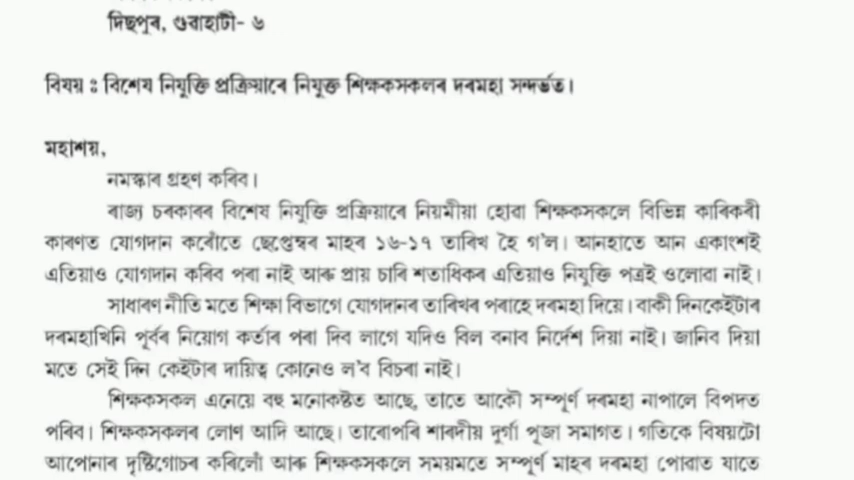 দিছপুৰ, গুৱাহাটী- ৬
বিষয় ঃ বিশেষ নিযুক্তি প্ৰক্ৰিয়াৰে নিযুক্ত শিক্ষকসকলৰ দৰমহা সন্দৰ্ভত।
মহাশয়,
নমস্কাৰ গ্ৰহণ কৰিব।
ৰাজ্য চৰকাৰৰ বিশেষ নিযুক্তি প্ৰক্ৰিয়াৰে নিয়মীয়া হোৱা শিক্ষকসকলে বিভিন্ন কাৰিকৰী
কাৰণত যোগদান কৰোঁতে ছেপ্তেম্বৰ মাহৰ ১৬-১৭ তাৰিখ হৈ গ'ল। আনহাতে আন একাংশই
এতিয়াও যোগদান কৰিব পৰা নাই আৰু প্ৰায় চাৰি শতাধিকৰ এতিয়াও নিযুক্তি পত্ৰই ওলোৱা নাই।
সাধাৰণ নীতি মতে শিক্ষা বিভাগে যোগদানৰ তাৰিখৰ পৰাহে দৰমহা দিয়ে। বাকী দিনকেইটাৰ
দৰমহাখিনি পূৰ্বৰ নিয়োগ কৰ্তাৰ পৰা দিব লাগে যদিও বিল বনাব নিৰ্দেশ দিয়া নাই। জানিব দিয়া
মতে সেই দিন কেইটাৰ দায়িত্ব কোনেও ল'ব বিচৰা নাই।
শিক্ষকসকল এনেয়ে বহু মনোকষ্টত আছে, তাতে আকৌ সম্পূৰ্ণ দৰমহা নাপালে বিপদত
পৰিব। শিক্ষকসকলৰ লোণ আদি আছে। তাৰোপৰি শাৰদীয় দুৰ্গা পূজা সমাগত। গতিকে বিষয়টো
আপোনাৰ দৃষ্টিগোচৰ কৰিলোঁ আৰু শিক্ষকসকলে সময়মতে সম্পূৰ্ণ মাহৰ দৰমহা পোৱাত যাতে